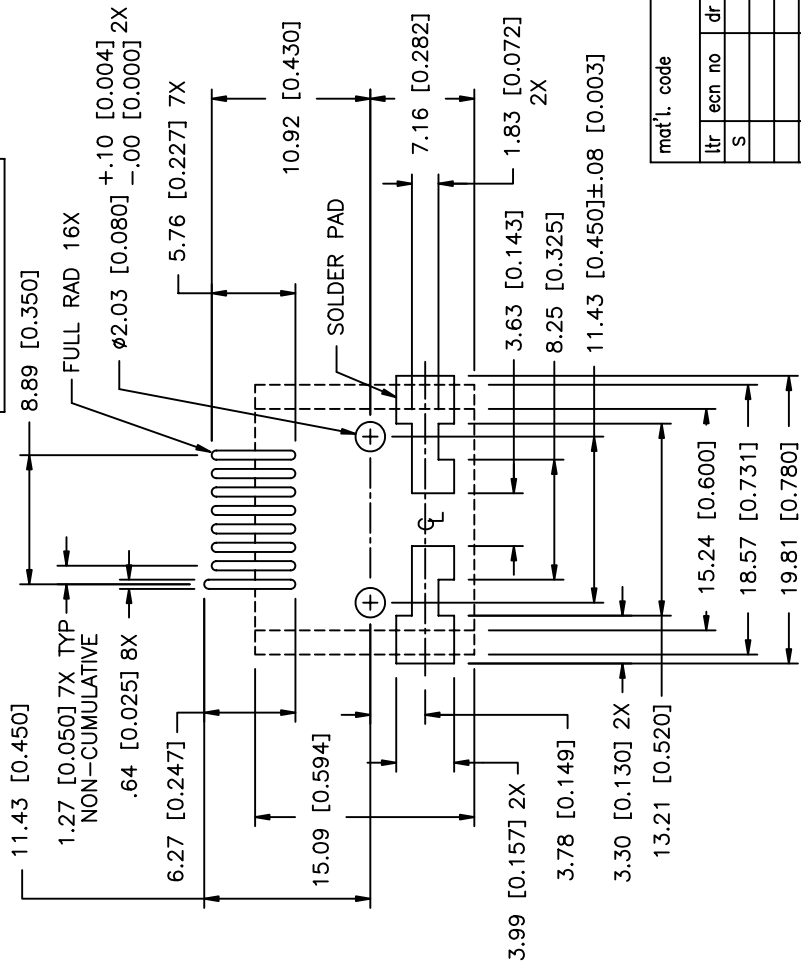 11.43 [0.450]
1.27 [0.050] 7X TYP
NON-CUMULATIVE
.64 [0.025] 8X
6.27 [0.247]
15.09 [0.594]
8.89 [0.350]
FULL RAD 16X
ø2.03 [0.080] +.10 [0.004] 2X
-.00 [0.000]
5.76 [0.227] 7X
10.92 [0.430]
SOLDER PAD
7.16 [0.282]
1.83 [0.072]
2X
CL
3.63 [0.143]
8.25 [0.325]
11.43 [0.450]±.08 [0.003]
3.99 [0.157] 2X
3.78 [0.149]
3.30 [0.130] 2X
13.21 [0.520]
15.24 [0.600]
18.57 [0.731]
19.81 [0.780]
mat'l. code
ltr ecn no dr
S